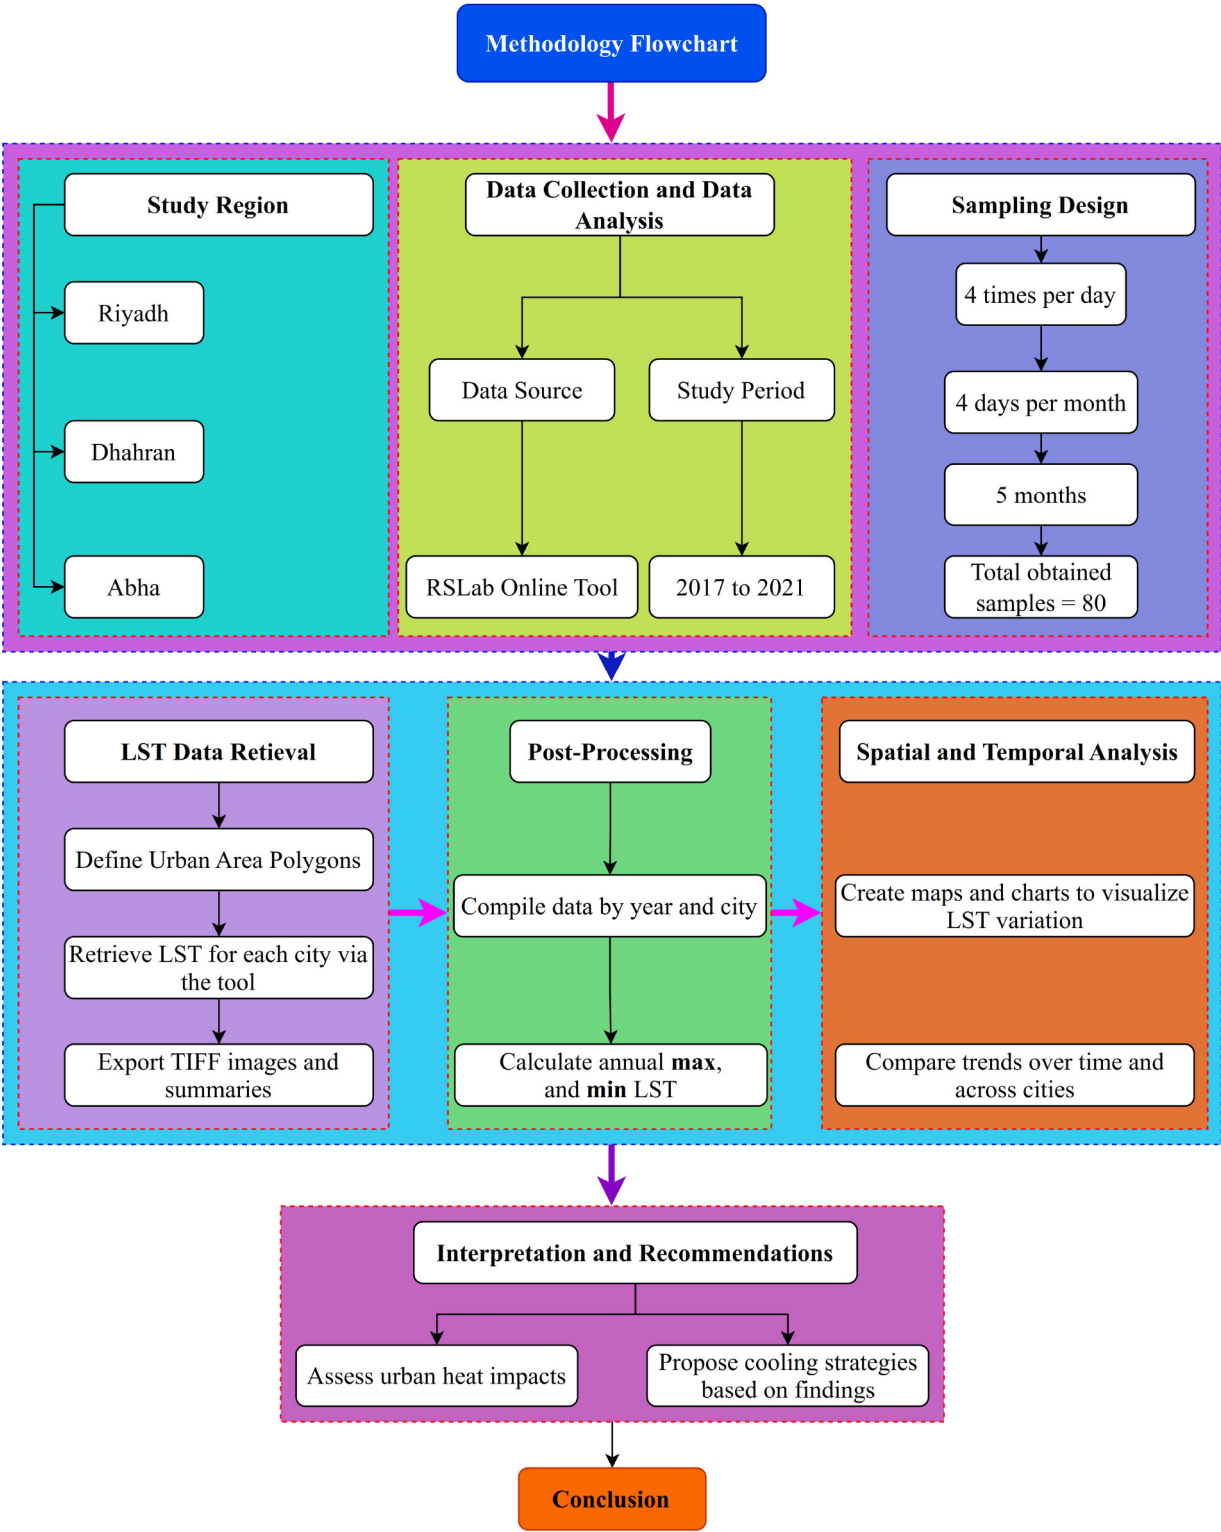 Methodology Flowchart
Study Region
Riyadh
Dhahran
Abha
Data Collection and Data
Analysis
Data Source
Study Period
RSLab Online Tool
2017 to 2021
Sampling Design
4 times per day
4 days per month
5 months
Total obtained
samples = 80
LST Data Retieval
Define Urban Area Polygons
Retrieve LST for each city via
the tool
Export TIFF images and
summaries
Post-Processing
Compile data by year and city
Calculate annual max,
and min LST
Spatial and Temporal Analysis
Create maps and charts to visualize
LST variation
Compare trends over time and
across cities
Interpretation and Recommendations
Assess urban heat impacts
Propose cooling strategies
based on findings
Conclusion